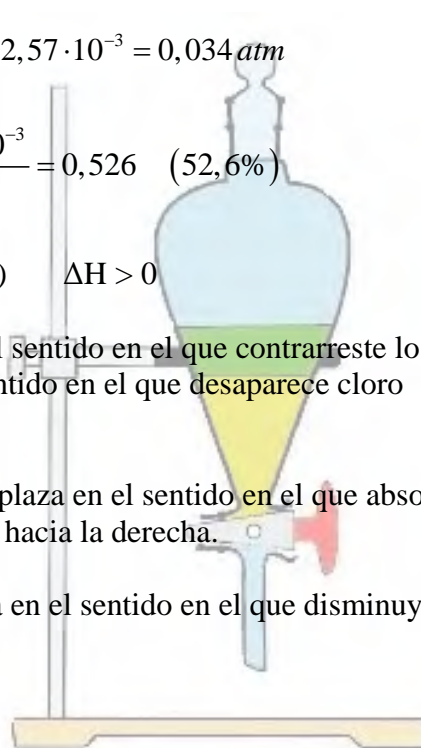 2,57·10⁻³ = 0,034 atm
0⁻³
= 0,526 (52,6%)
) ΔH > 0
l sentido en el que contrarreste lo
ntido en el que desaparece cloro
plaza en el sentido en el que abso
hacia la derecha.
a en el sentido en el que disminuy